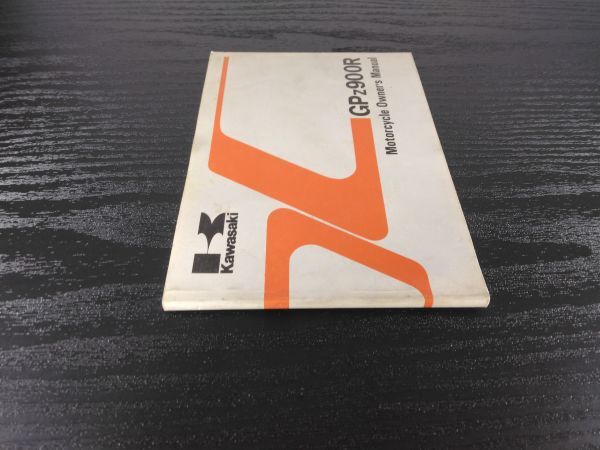 GPz900R
Motorcycle Owner's Manual
Kawasaki